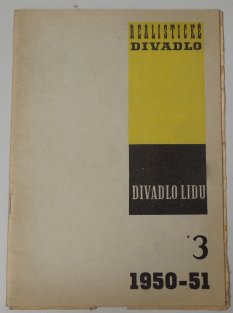 REALISTICKÉ
DIVADLO
DIVADLO LIDU
3
1950-51